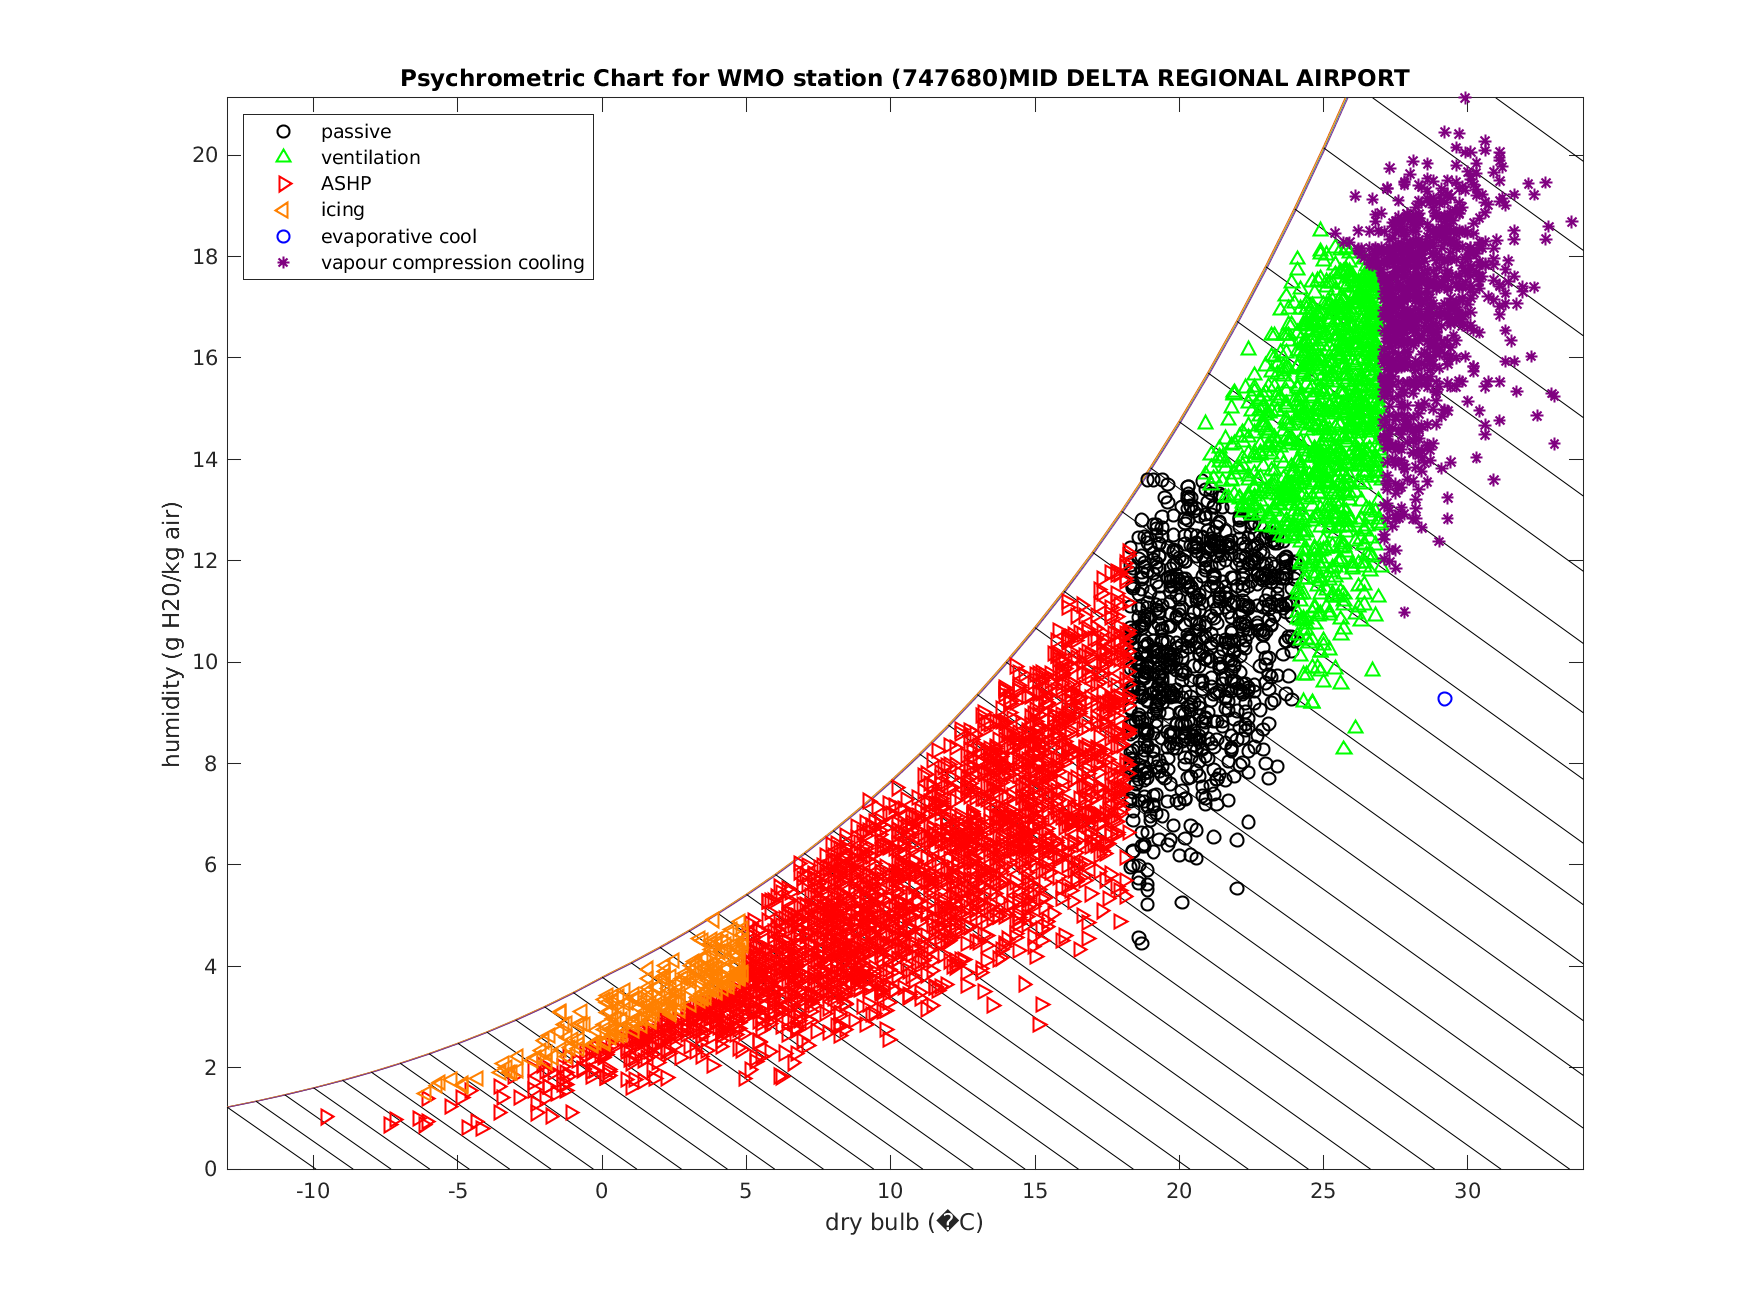 Psychrometric Chart for WMO station (747680)MID DELTA REGIONAL AIRPORT
passive
ventilation
ASHP
icing
evaporative cool
vapour compression cooling
humidity (g H20/kg air)
20
18
16
14
12
10
8
6
4
2
0
-10 -5 0 5 10 15 20 25 30
dry bulb (�C)